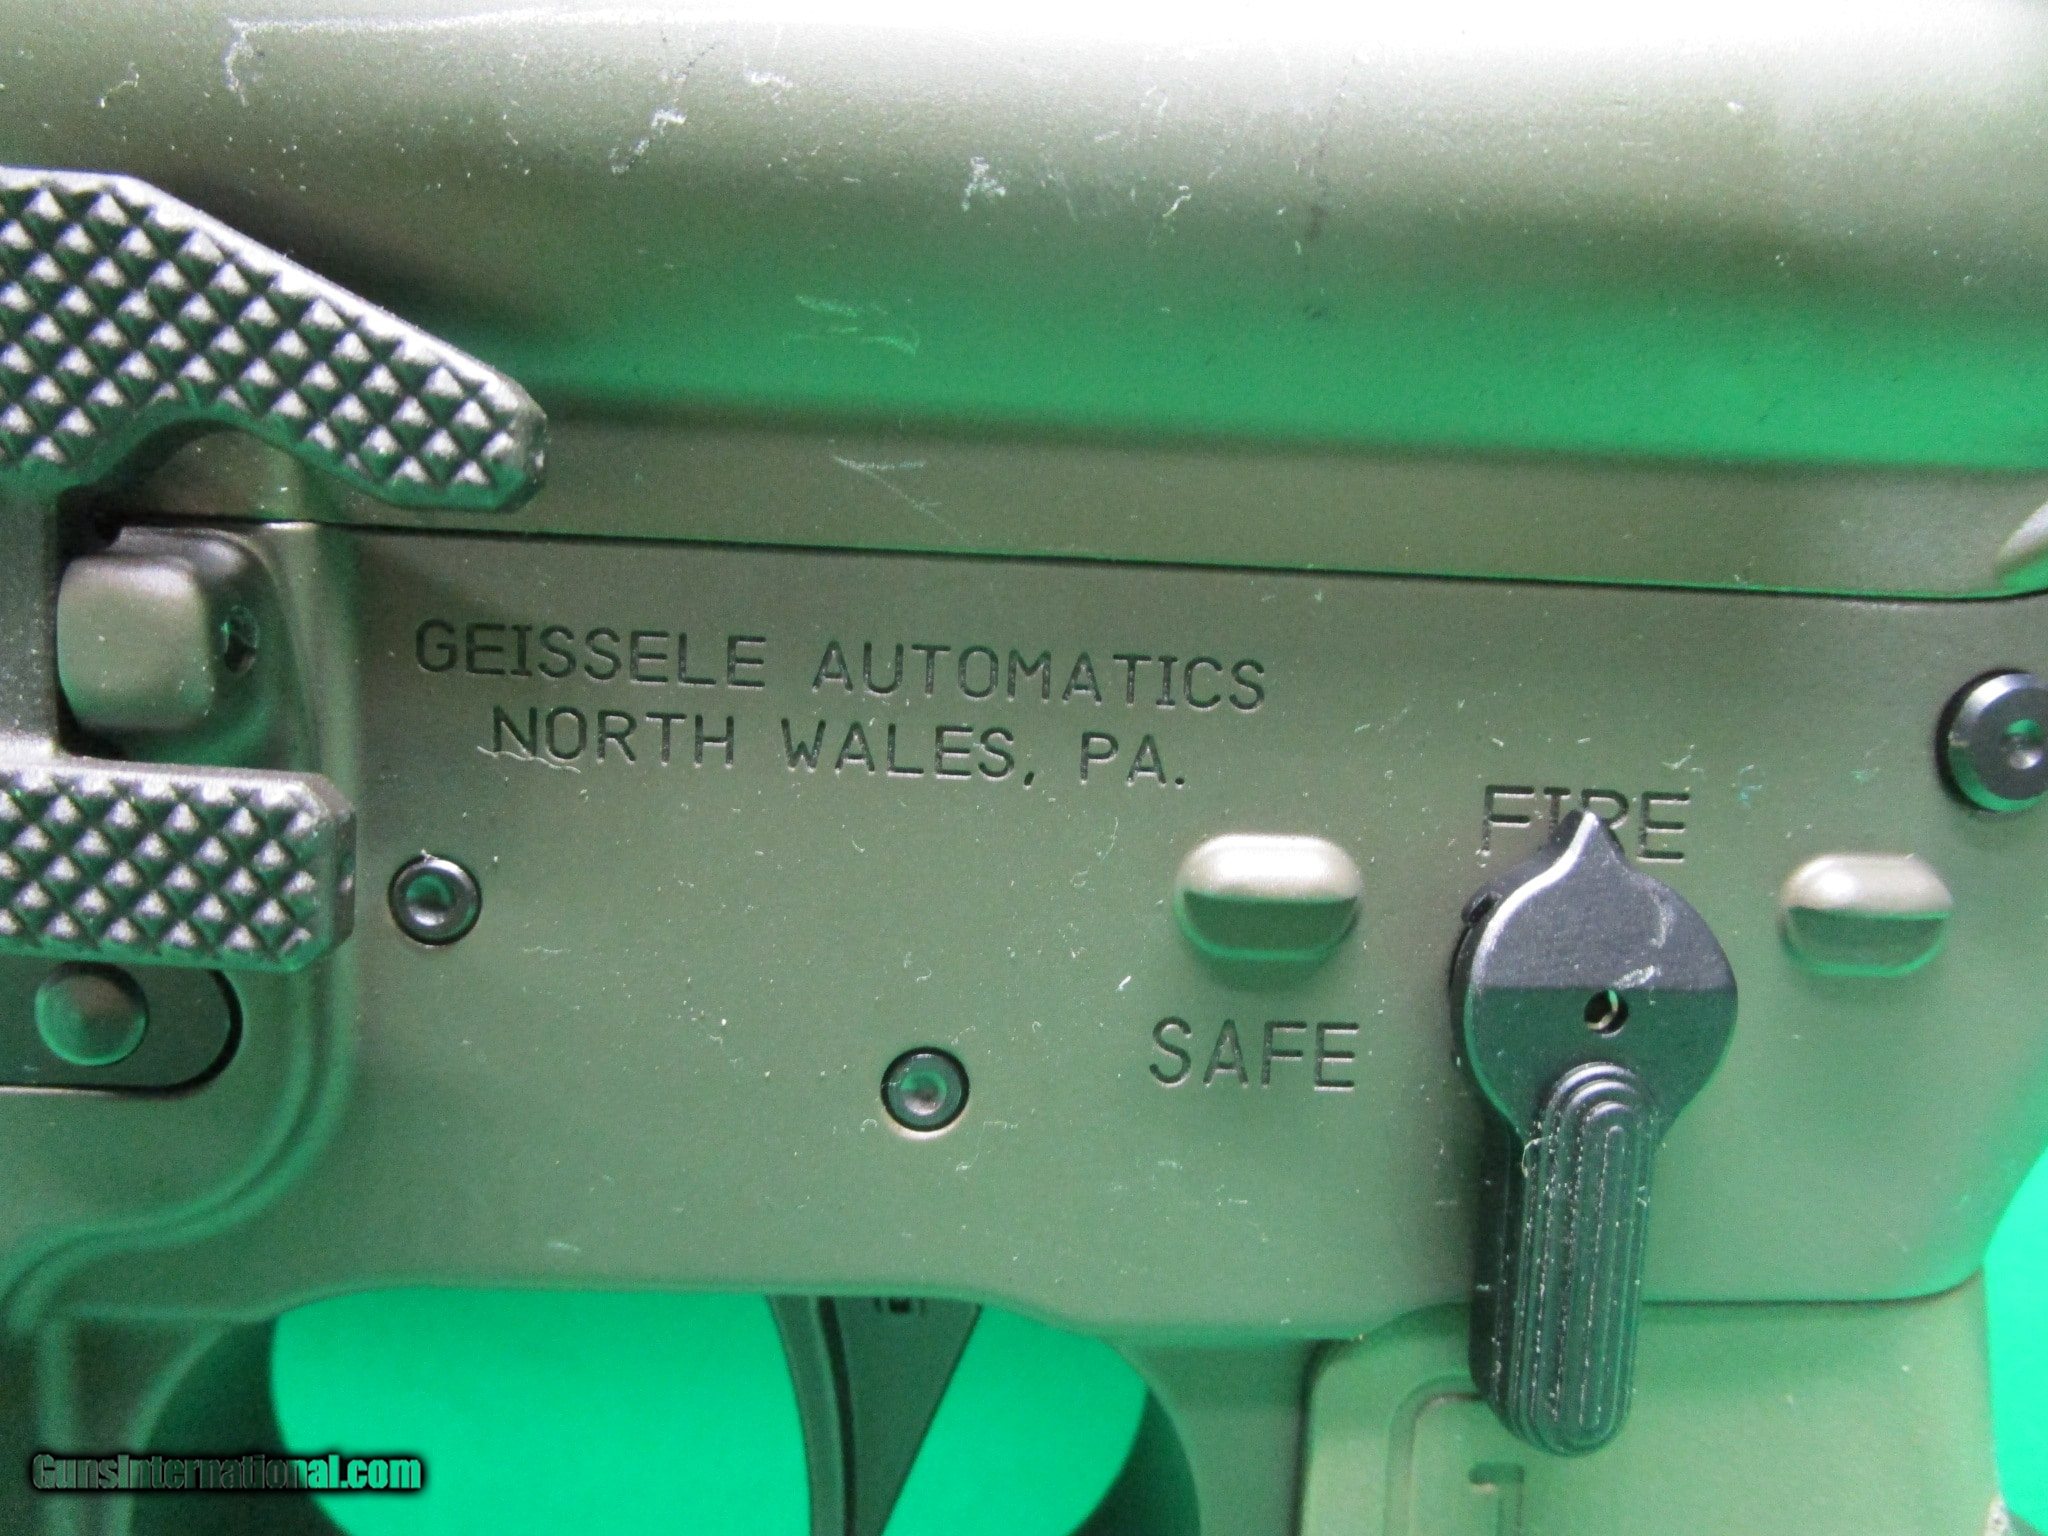 GEISSELE AUTOMATICS
NORTH WALES, PA.
FIRE
SAFE
GunsInternational.com